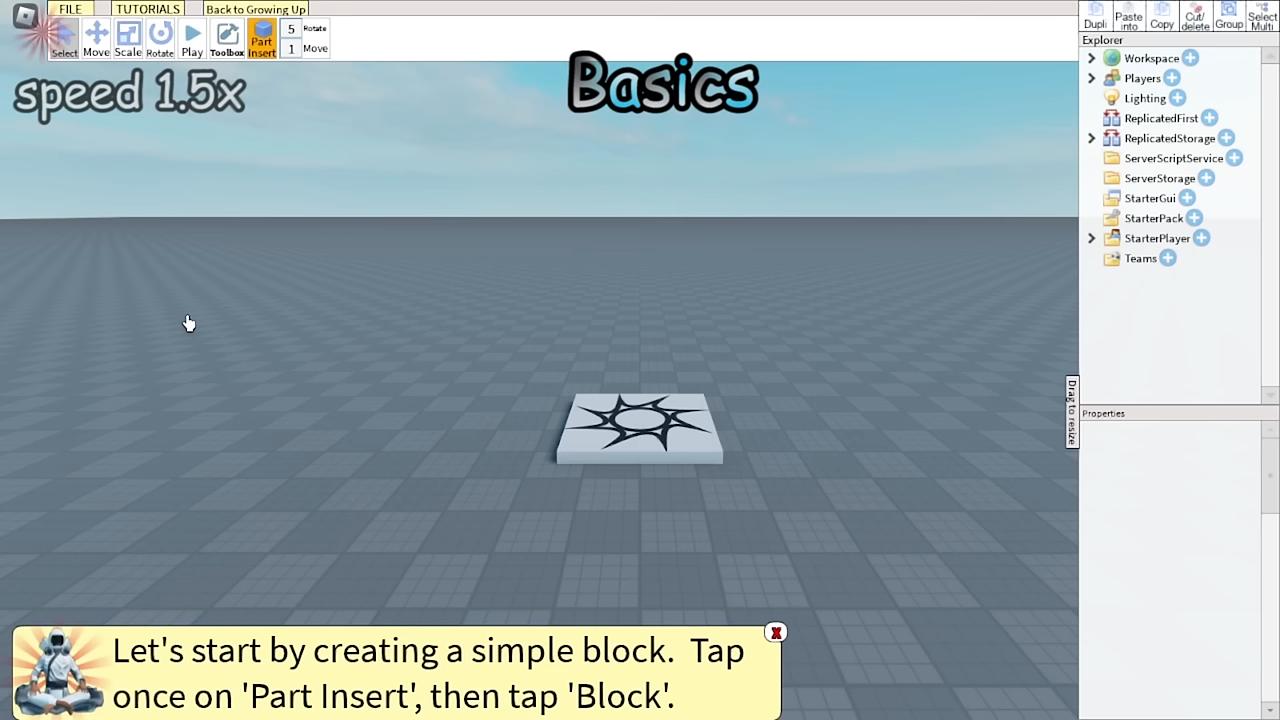 FILE
TUTORIALS
Back to Growing Up
Select
Move
Scale
Rotate
Play
Toolbox
Part
Insert
5 Rotate
1 Move
Dupli
Paste
into
Copy
Cut/
delete
Group
Select
Multi
speed 1.5x
Basics
Explorer
Workspace
Players
Lighting
ReplicatedFirst
ReplicatedStorage
ServerScriptService
ServerStorage
StarterGui
StarterPack
StarterPlayer
Teams
Drag to resize
Properties
Let's start by creating a simple block. Tap
once on 'Part Insert', then tap 'Block'.
X